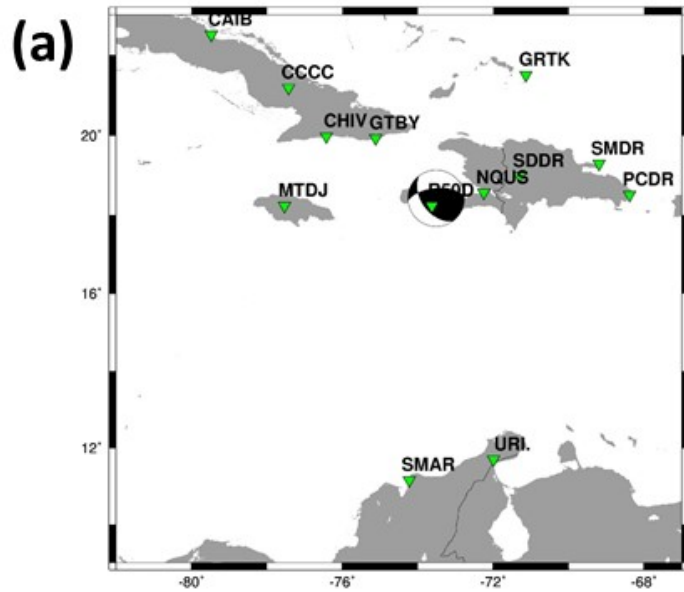 (a)
CAIB
GRTK
CCCC
CHIV GTBY
20°
SMDR
SDDR
NQUS
PCDR
MTDJ
16°
12°
URI.
SMAR
-80° -76° -72° -68°